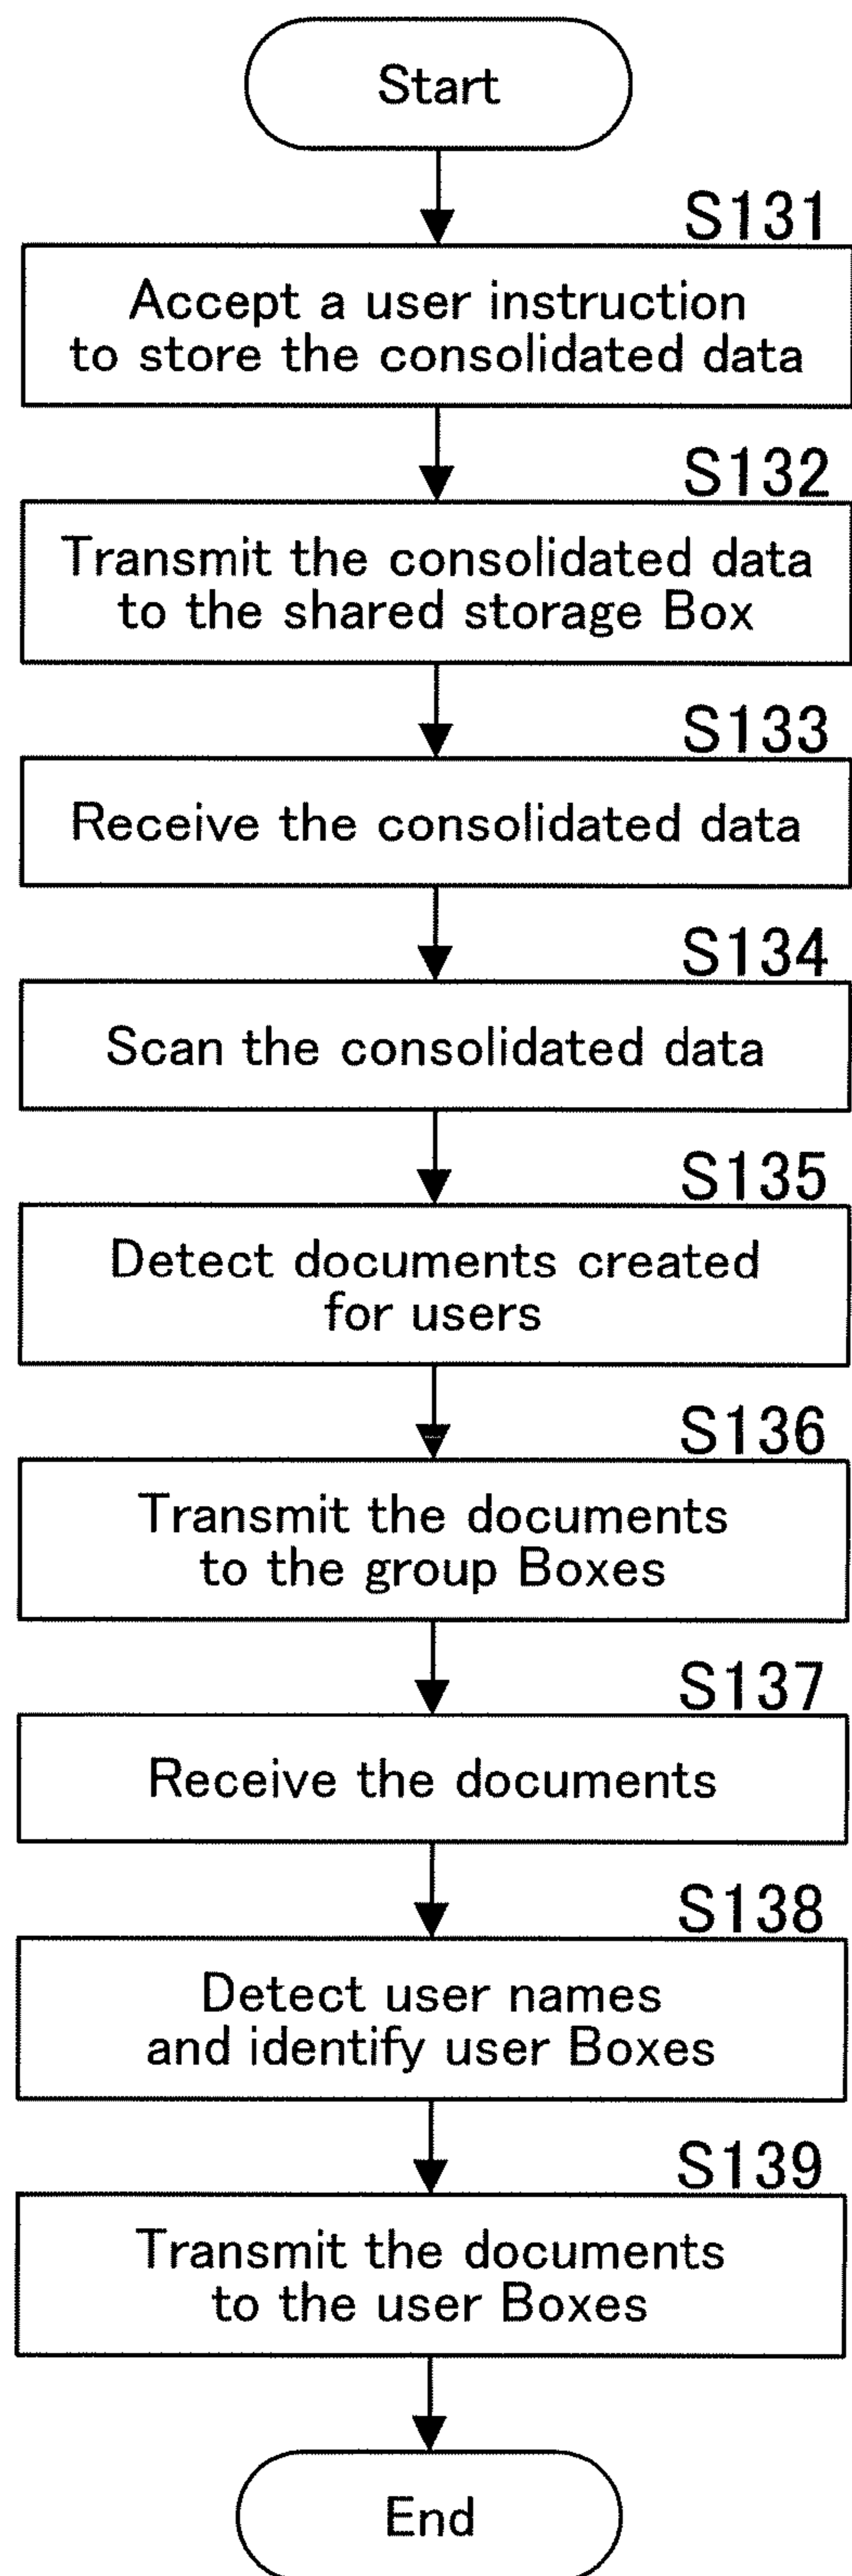 Start
S131
Accept a user instruction
to store the consolidated data
S132
Transmit the consolidated data
to the shared storage Box
S133
Receive the consolidated data
S134
Scan the consolidated data
S135
Detect documents created
for users
S136
Transmit the documents
to the group Boxes
S137
Receive the documents
S138
Detect user names
and identify user Boxes
S139
Transmit the documents
to the user Boxes
End